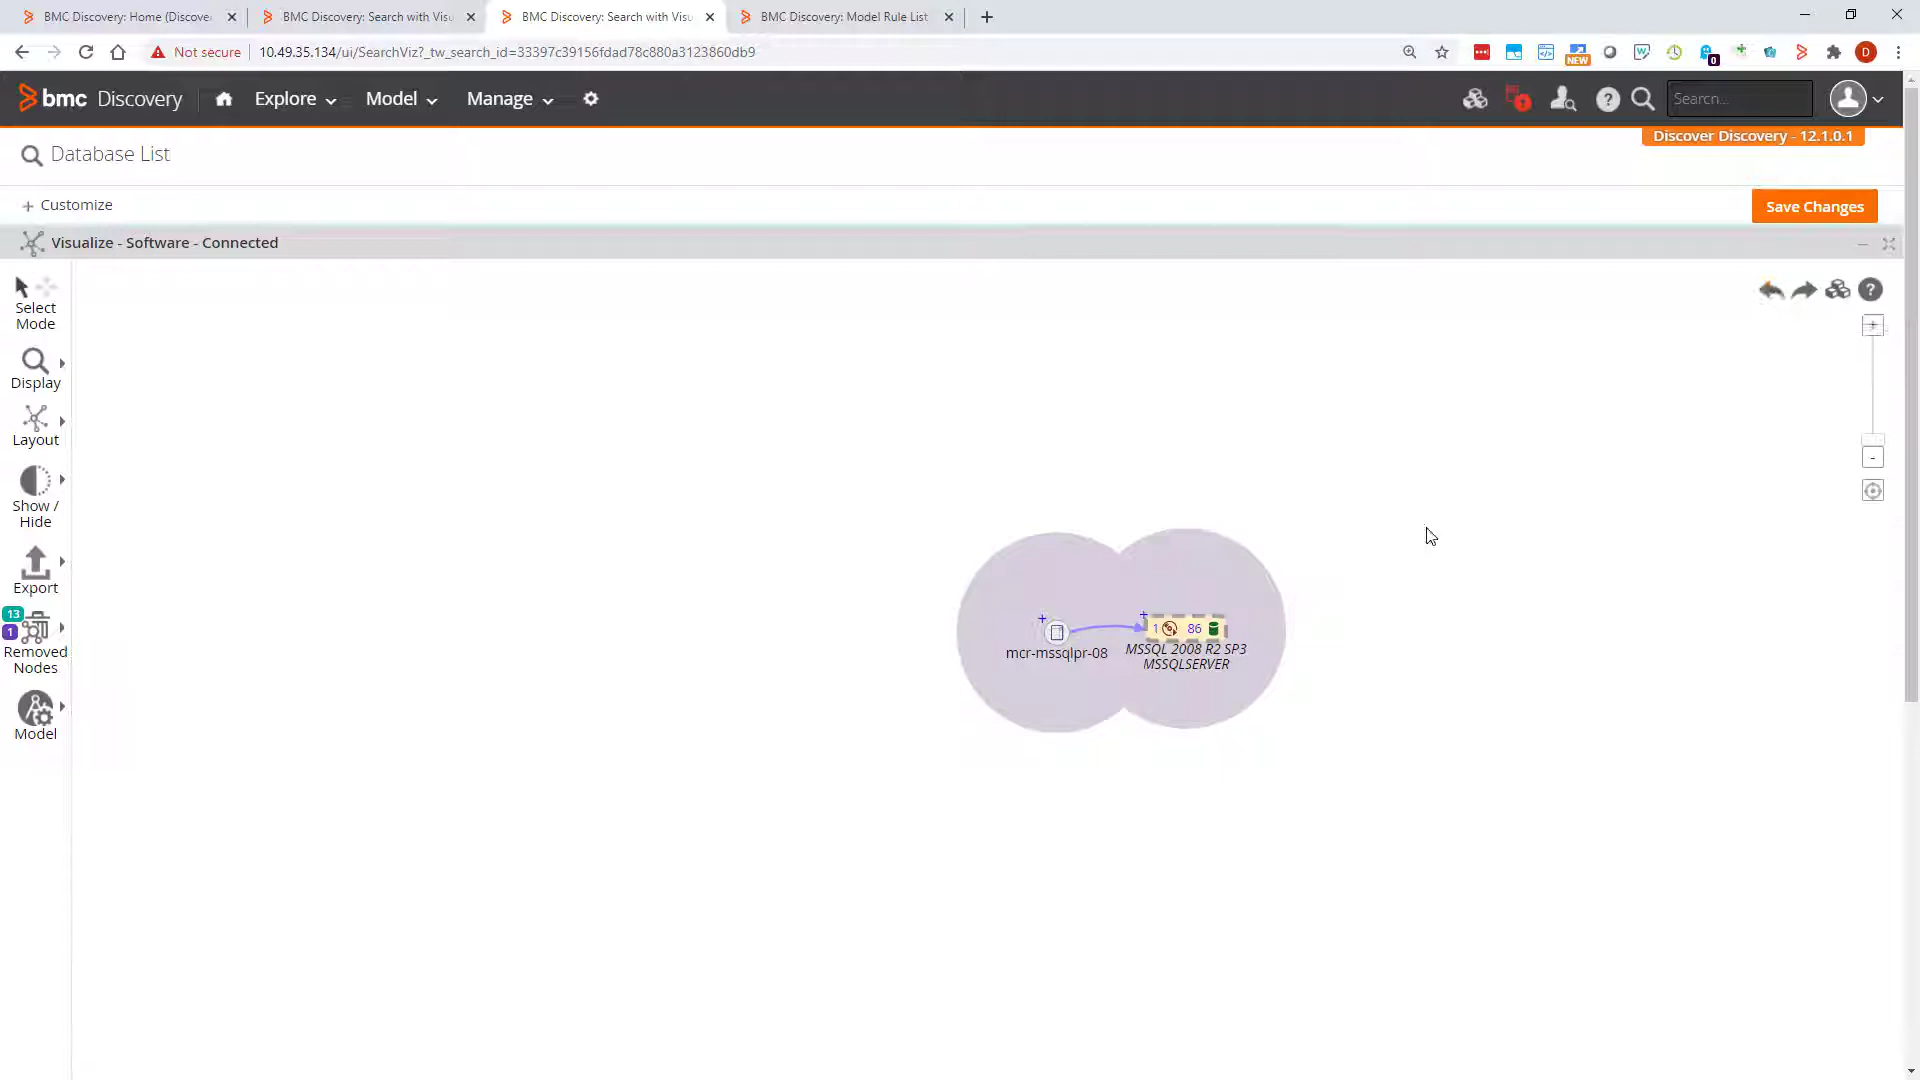 BMC Discovery: Home (Discove
BMC Discovery: Search with Visu
BMC Discovery: Search with Visu
BMC Discovery: Model Rule List
Not secure
10.49.35.134/ui/SearchViz?_tw_search_id=33397c39156fdad78c880a3123860db9
NEW
0
D
bmc Discovery
Explore
Model
Manage
Search...
Discover Discovery - 12.1.0.1
Database List
+ Customize
Save Changes
Visualize - Software - Connected
Select
Mode
Display
Layout
Show /
Hide
Export
13
1
Removed
Nodes
Model
+
-
+
+
1
86
mcr-mssqlpr-08
MSSQL 2008 R2 SP3
MSSQLSERVER